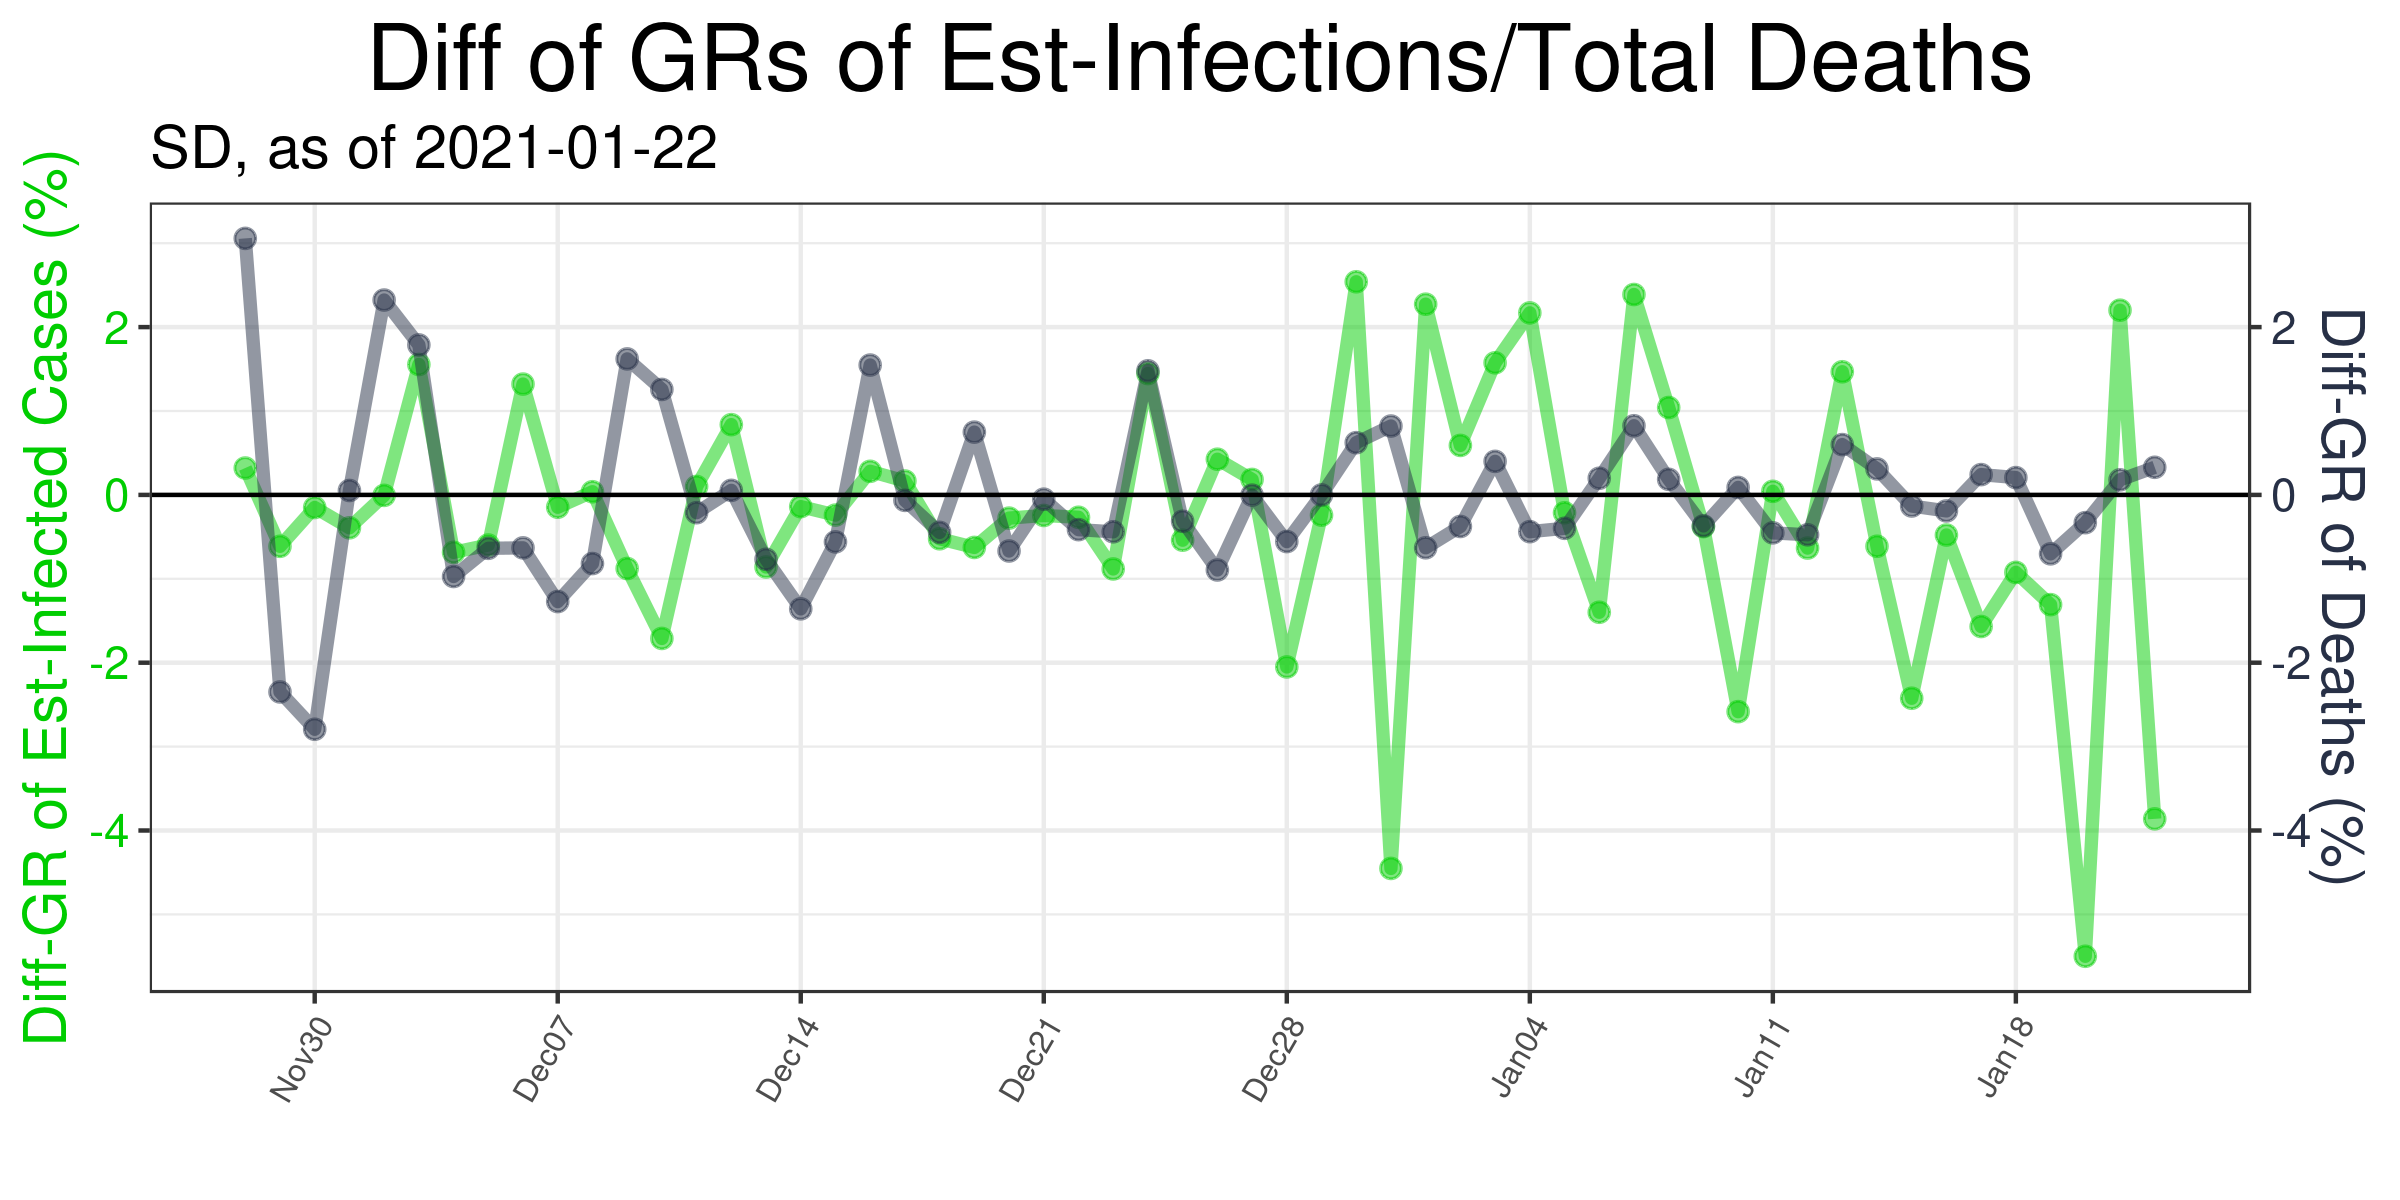 Diff of GRs of Est-Infections/Total Deaths
SD, as of 2021-01-22
Diff-GR of Est-Infected Cases (%)
2
0
-2
-4
2
0
-2
-4
Diff-GR of Deaths (%)
Nov30
Dec07
Dec14
Dec21
Dec28
Jan04
Jan11
Jan18